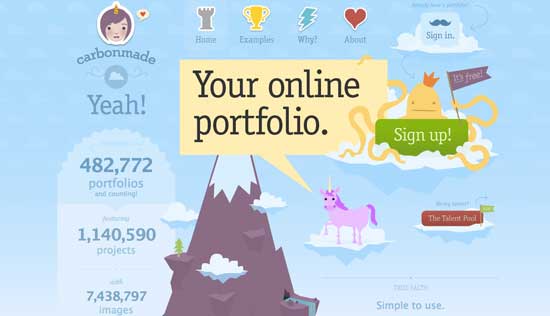 carbonmade
Yeah!
482,772
portfolios
and counting!
featuring
1,140,590
projects
with
7,438,797
images
Home
Examples
Why?
About
Your online
portfolio.
Already have a portfolio?
Sign in.
It's free!
Sign up!
Hiring talent?
The Talent Pool
TRUE FACT:
Simple to use.